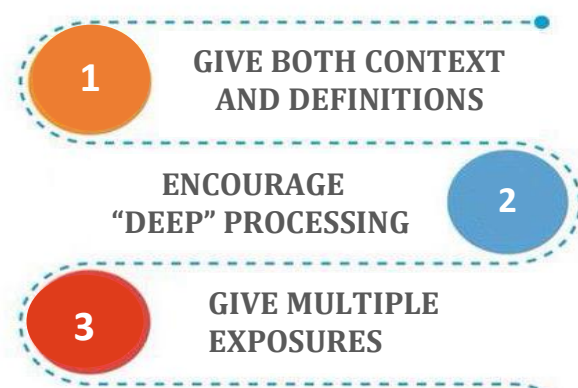 1
GIVE BOTH CONTEXT
AND DEFINITIONS
ENCOURAGE
“DEEP” PROCESSING
2
3
GIVE MULTIPLE
EXPOSURES